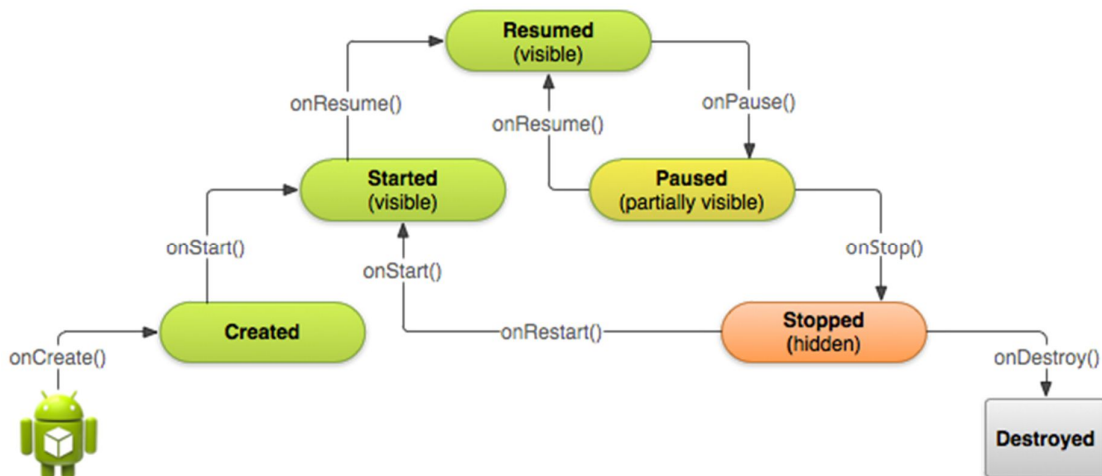 Resumed
(visible)
onResume()
onResume()
onPause()
Started
(visible)
Paused
(partially visible)
onStart()
onStart()
onStop()
Created
onRestart()
Stopped
(hidden)
onCreate()
onDestroy()
Destroyed